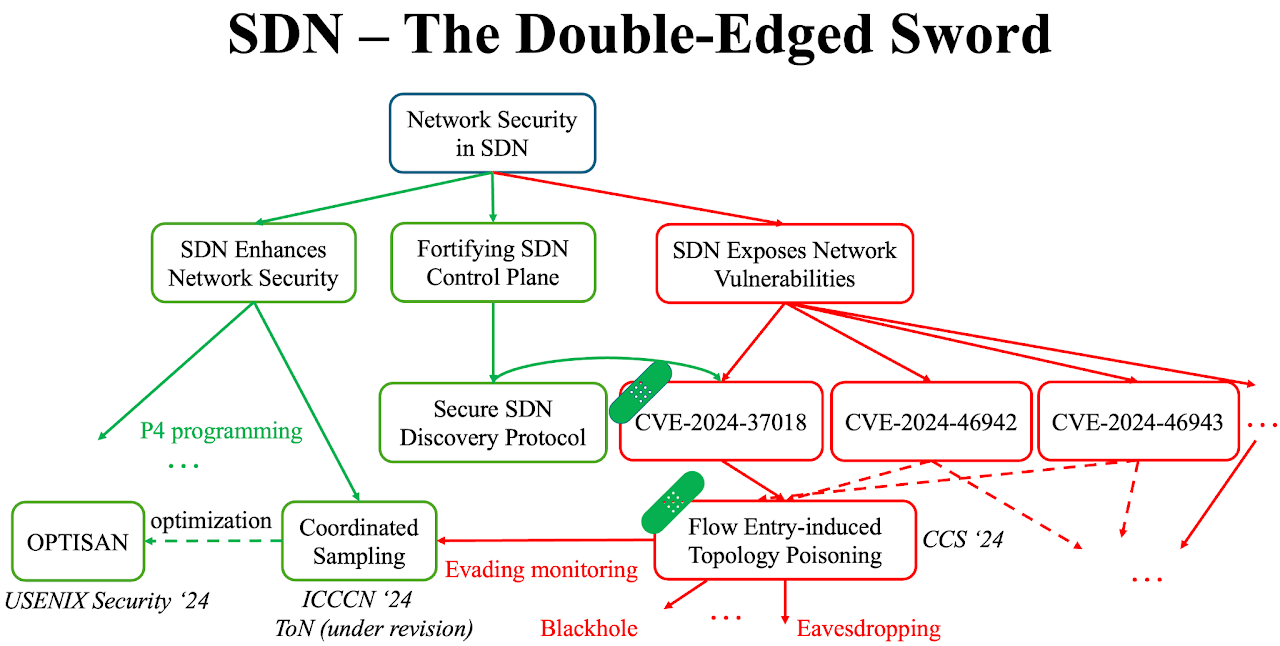 SDN – The Double-Edged Sword
Network Security
in SDN
SDN Enhances
Network Security
Fortifying SDN
Control Plane
SDN Exposes Network
Vulnerabilities
P4 programming
...
Secure SDN
Discovery Protocol
CVE-2024-37018
CVE-2024-46942
CVE-2024-46943
...
OPTISAN
optimization
Coordinated
Sampling
Evading monitoring
Flow Entry-induced
Topology Poisoning
CCS ‘24
...
USENIX Security ‘24
ICCCN ‘24
ToN (under revision)
Blackhole
...
Eavesdropping